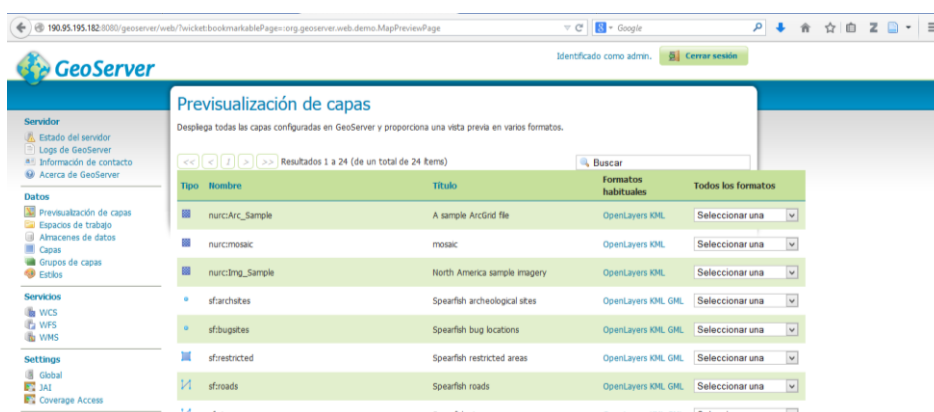 190.95.195.182:8080/geoserver/web/?wicket:bookmarkablePage=:org.geoserver.web.demo.MapPreviewPage
Google
GeoServer
Identificado como admin.
Cerrar sesión
Servidor
Estado del servidor
Logs de GeoServer
Información de contacto
Acerca de GeoServer
Datos
Previsualización de capas
Espacios de trabajo
Almacenes de datos
Capas
Grupos de capas
Estilos
Servicios
WCS
WFS
WMS
Settings
Global
JAI
Coverage Access
Previsualización de capas
Despliega todas las capas configuradas en GeoServer y proporciona una vista previa en varios formatos.
<< < 1 > >> Resultados 1 a 24 (de un total de 24 ítems)
Buscar
Tipo Nombre Título Formatos habituales Todos los formatos
nurc:Arc_Sample A sample ArcGrid file OpenLayers KML Seleccionar una
nurc:mosaic mosaic OpenLayers KML Seleccionar una
nurc:Img_Sample North America sample imagery OpenLayers KML Seleccionar una
sf:archsites Spearfish archeological sites OpenLayers KML GML Seleccionar una
sf:bugsites Spearfish bug locations OpenLayers KML GML Seleccionar una
sf:restricted Spearfish restricted areas OpenLayers KML GML Seleccionar una
sf:roads Spearfish roads OpenLayers KML GML Seleccionar una